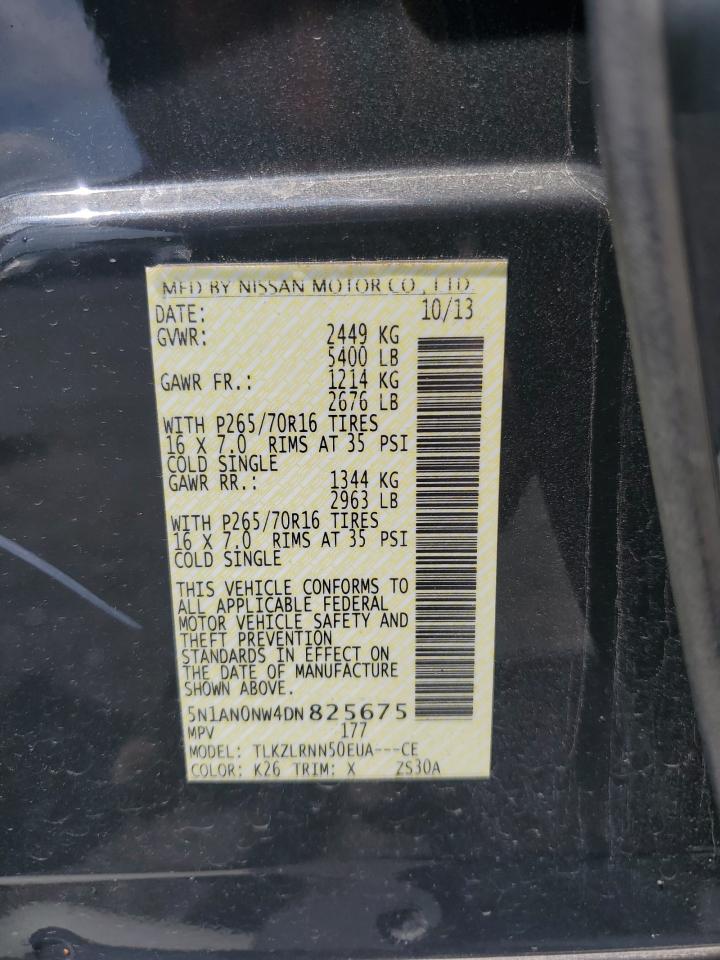 MFD BY NISSAN MOTOR CO., LTD.
DATE: 10/13
GVWR: 2449 KG
5400 LB
GAWR FR.: 1214 KG
2676 LB
WITH P265/70R16 TIRES
16 X 7.0 RIMS AT 35 PSI
COLD SINGLE
GAWR RR.: 1344 KG
2963 LB
WITH P265/70R16 TIRES
16 X 7.0 RIMS AT 35 PSI
COLD SINGLE
THIS VEHICLE CONFORMS TO
ALL APPLICABLE FEDERAL
MOTOR VEHICLE SAFETY AND
THEFT PREVENTION
STANDARDS IN EFFECT ON
THE DATE OF MANUFACTURE
SHOWN ABOVE.
5N1AN0NW4DN825675
MPV 177
MODEL: TLKZLRNN50EUA---CE
COLOR: K26 TRIM: X ZS30A